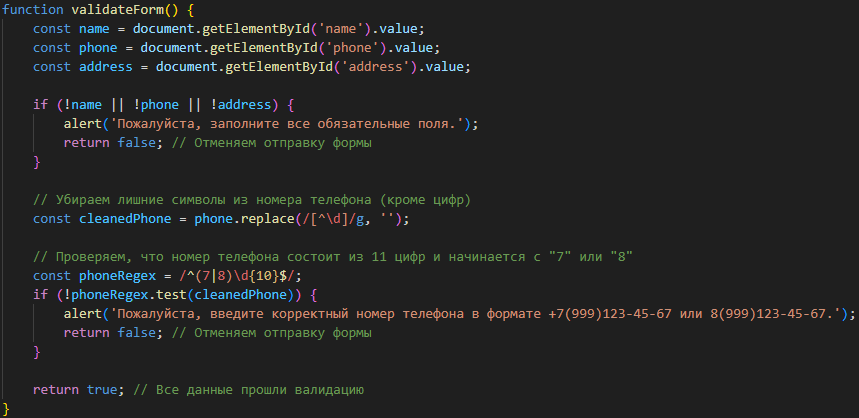 function validateForm() {
    const name = document.getElementById('name').value;
    const phone = document.getElementById('phone').value;
    const address = document.getElementById('address').value;

    if (!name || !phone || !address) {
        alert('Пожалуйста, заполните все обязательные поля.');
        return false; // Отменяем отправку формы
    }

    // Убираем лишние символы из номера телефона (кроме цифр)
    const cleanedPhone = phone.replace(/[^\d]/g, '');

    // Проверяем, что номер телефона состоит из 11 цифр и начинается с "7" или "8"
    const phoneRegex = /^(7|8)\d{10}$/;
    if (!phoneRegex.test(cleanedPhone)) {
        alert('Пожалуйста, введите корректный номер телефона в формате +7(999)123-45-67 или 8(999)123-45-67.');
        return false; // Отменяем отправку формы
    }

    return true; // Все данные прошли валидацию
}